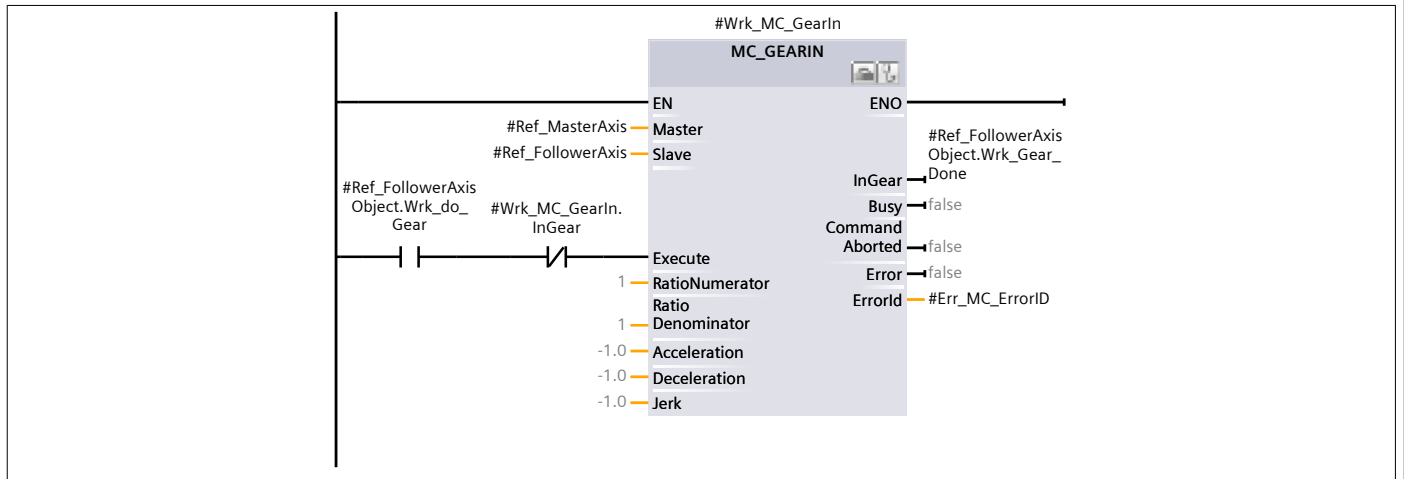 #Wrk_MC_GearIn
MC_GEARIN
EN
ENO
#Ref_MasterAxis
Master
#Ref_FollowerAxis
Slave
#Ref_FollowerAxis
Object.Wrk_Gear_
Done
InGear
Busy
false
Command
Aborted
false
#Ref_FollowerAxis
Object.Wrk_do_
Gear
#Wrk_MC_GearIn.
InGear
Execute
Error
false
1
RatioNumerator
ErrorId
#Err_MC_ErrorID
Ratio
1
Denominator
-1.0
Acceleration
-1.0
Deceleration
-1.0
Jerk